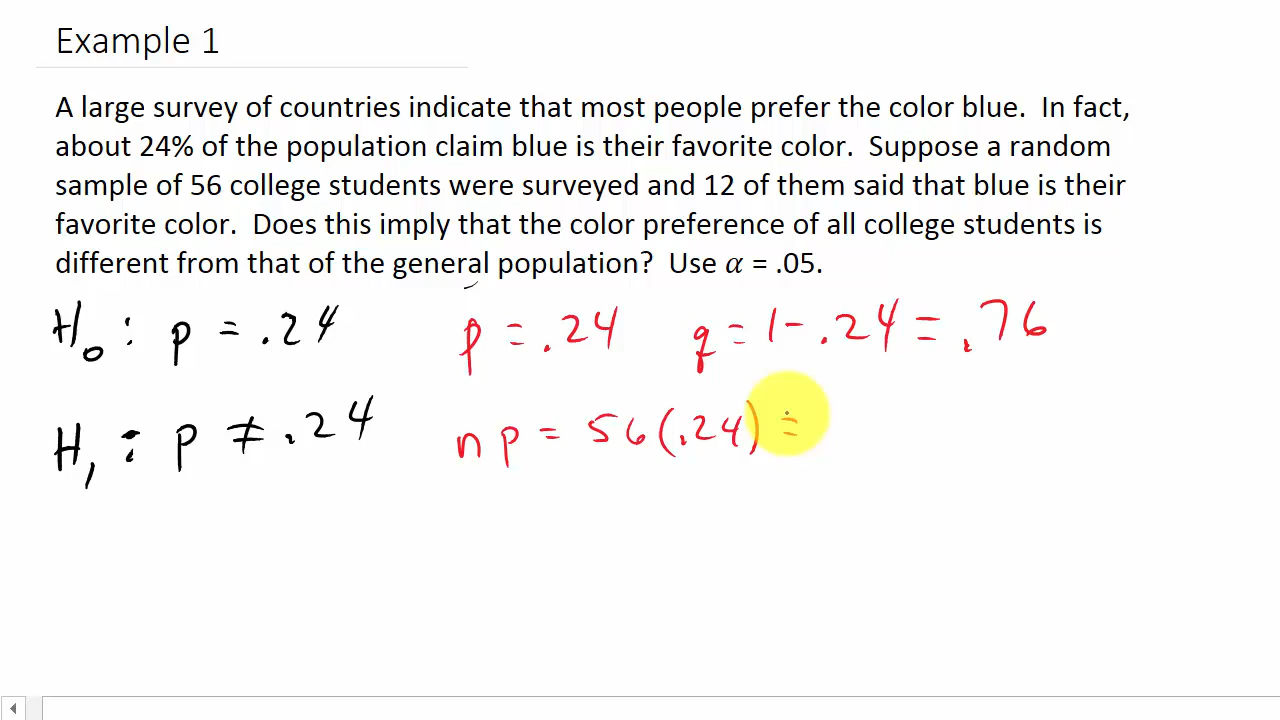 Example 1
A large survey of countries indicate that most people prefer the color blue. In fact,
about 24% of the population claim blue is their favorite color. Suppose a random
sample of 56 college students were surveyed and 12 of them said that blue is their
favorite color. Does this imply that the color preference of all college students is
different from that of the general population? Use α = .05.
H₀ : p = .24 p = .24 q = 1 - .24 = .76
H₁ : p ≠ .24 np = 56(.24) =